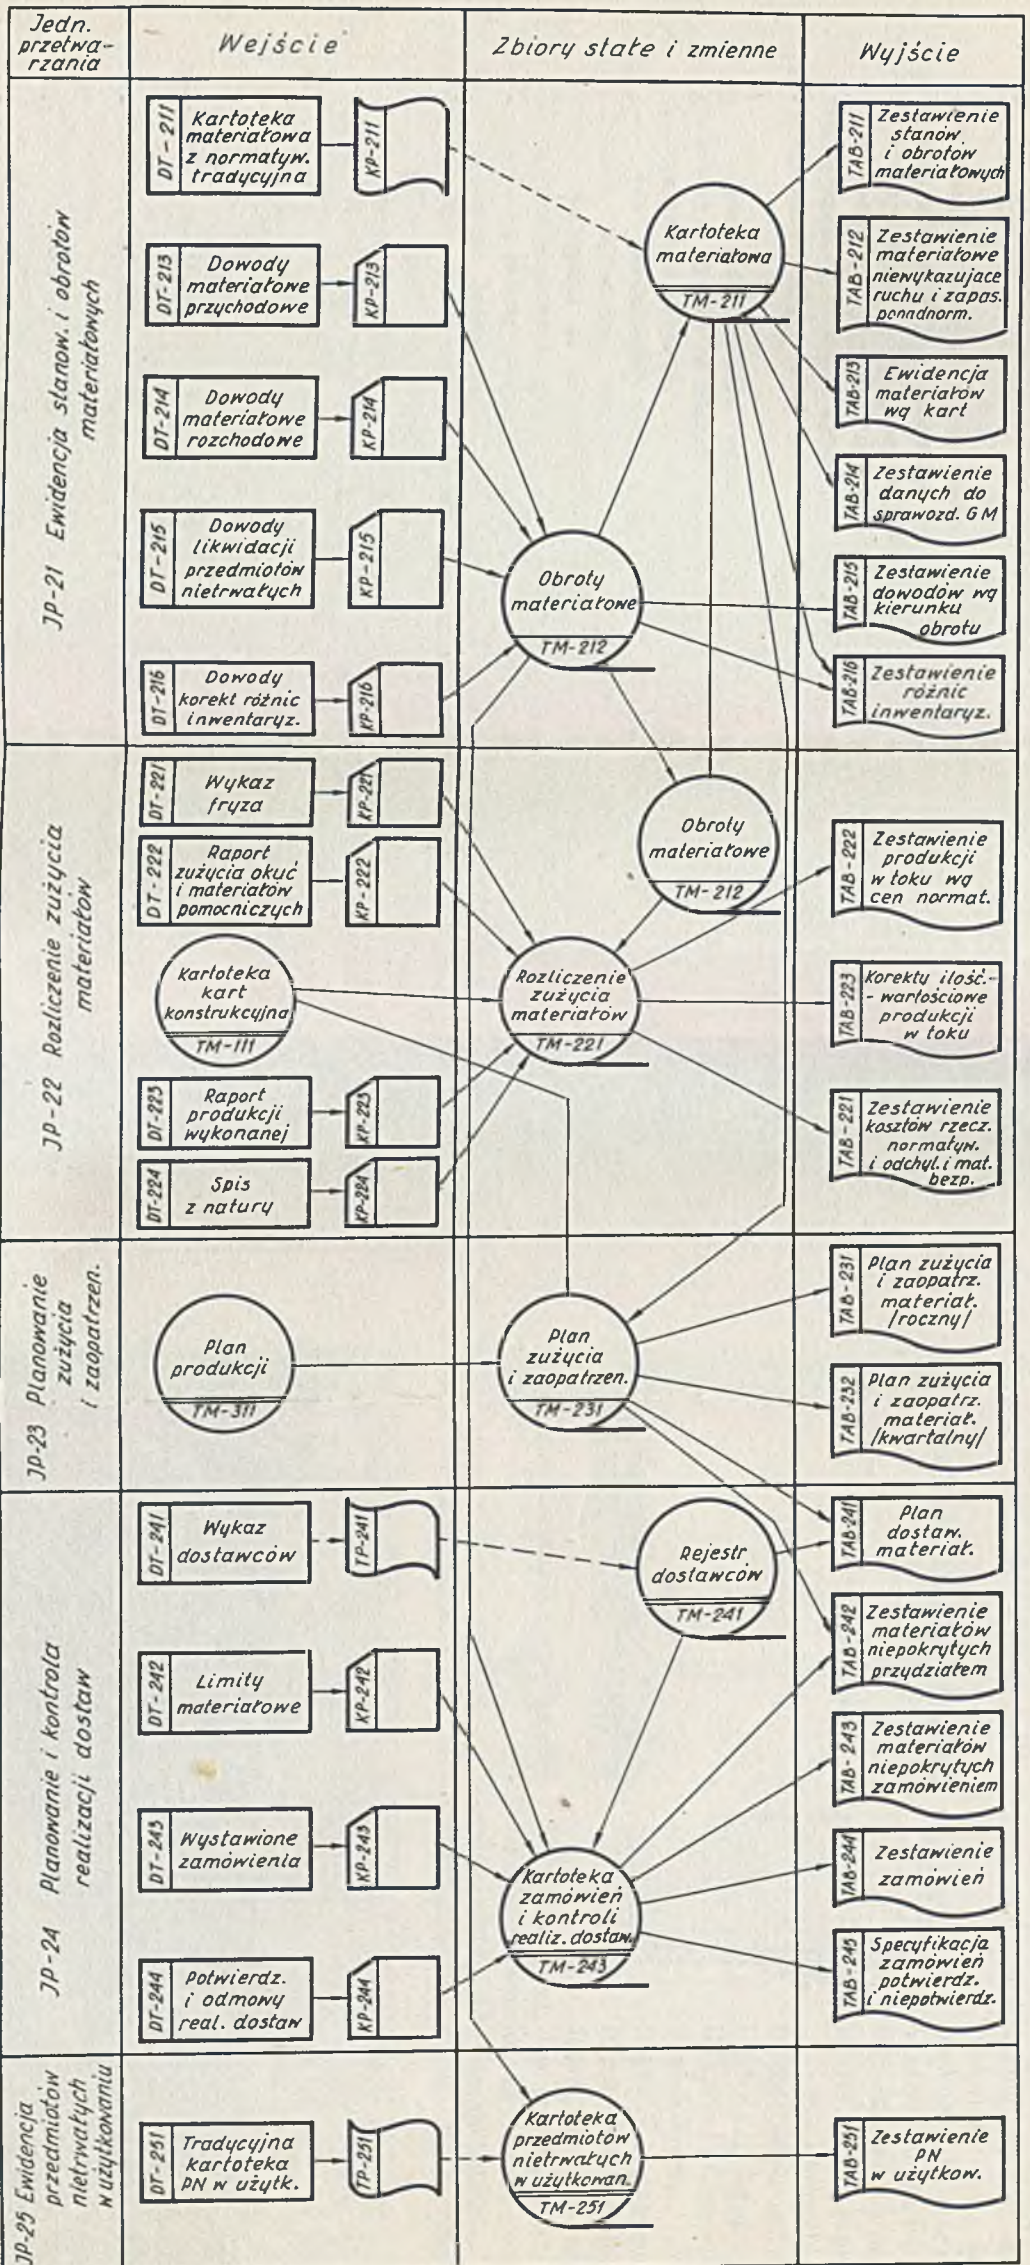 Jedn.
przetwa-
rzania
Wejście
Zbiory stałe i zmienne
Wyjście
JP-21 Ewidencja stanów. i obrotów
materiałowych
DT-211
Kartoteka
materiałowa
z normatyw.
tradycyjna
KP-211
DT-213
Dowody
materiałowe
przychodowe
KP-213
DT-214
Dowody
materiałowe
rozchodowe
KP-214
DT-215
Dowody
likwidacji
przedmiotów
nietrwałych
KP-215
DT-216
Dowody
korekt różnic
inwentaryz.
KP-216
Kartoteka
materiałowa
TM-211
Obroty
materiałowe
TM-212
TAB-211
Zestawienie
stanów
i obrotów
materiałowych
TAB-212
Zestawienie
materiałowe
niewykazujace
ruchu i zapas.
ponadnorm.
TAB-213
Ewidencja
materiałów
wg kart
TAB-214
Zestawienie
danych do
sprawozd. GM
TAB-215
Zestawienie
dowodów wg
kierunku
obrotu
TAB-216
Zestawienie
różnic
inwentaryz.
JP-22 Rozliczenie zużycia
materiałów
DT-221
Wykaz
fryza
KP-221
DT-222
Raport
zużycia okuć
i materiałów
pomocniczych
KP-222
Kartoteka
kart
konstrukcyjna
TM-111
DT-223
Raport
produkcji
wykonanej
KP-223
DT-224
Spis
z natury
KP-224
Obroty
materiałowe
TM-212
Rozliczenie
zużycia
materiałów
TM-221
TAB-222
Zestawienie
produkcji
w toku wg
cen normat.
TAB-223
Korekty ilość.-
-wartościowe
produkcji
w toku
TAB-221
Zestawienie
kosztów rzecz.
normatyw.
i odchyl. i mat.
bezp.
JP-23 Planowanie
zużycia
i zaopatrzen.
Plan
produkcji
TM-311
Plan
zużycia
i zaopatrzen.
TM-231
TAB-231
Plan zużycia
i zaopatrz.
materiał.
/roczny/
TAB-232
Plan zużycia
i zaopatrz.
materiał.
/kwartalny/
JP-24 Planowanie i kontrola
realizacji dostaw
DT-241
Wykaz
dostawców
TP-241
DT-242
Limity
materiałowe
KP-242
DT-243
Wystawione
zamówienia
KP-243
DT-244
Potwierdz.
i odmowy
real. dostaw
KP-244
Rejestr
dostawców
TM-241
Kartoteka
zamówień
i kontroli
realiz. dostaw.
TM-243
TAB-241
Plan
dostaw.
materiał.
TAB-242
Zestawienie
materiałów
niepokrytych
przydziałem
TAB-243
Zestawienie
materiałów
niepokrytych
zamówieniem
TAB-244
Zestawienie
zamówień
TAB-245
Specyfikacja
zamówień
potwierdz.
i niepotwierdz.
JP-25 Ewidencja
przedmiotów
nietrwałych
w użytkowaniu
DT-251
Tradycyjna
kartoteka
PN w użytk.
TP-251
Kartoteka
przedmiotów
nietrwałych
w użytkowan.
TM-251
TAB-251
Zestawienie
PN
w użytkow.